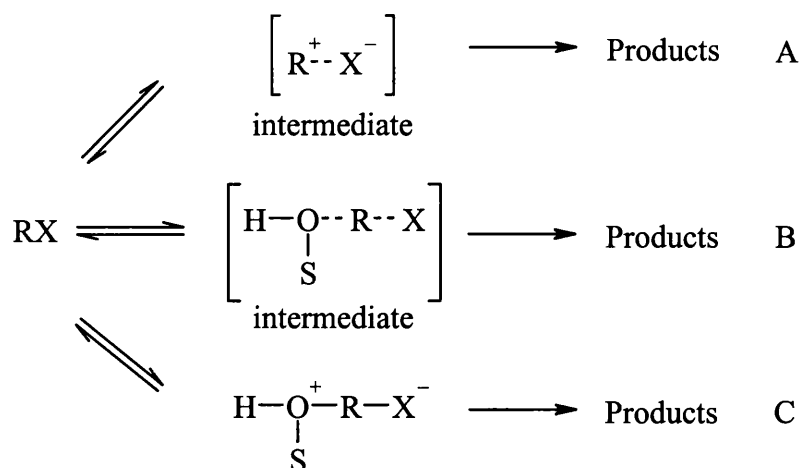 [R⁺--X⁻] Products A
intermediate
RX [H—O--R--X] Products B
S
intermediate
H—O⁺—R—X⁻ Products C
S